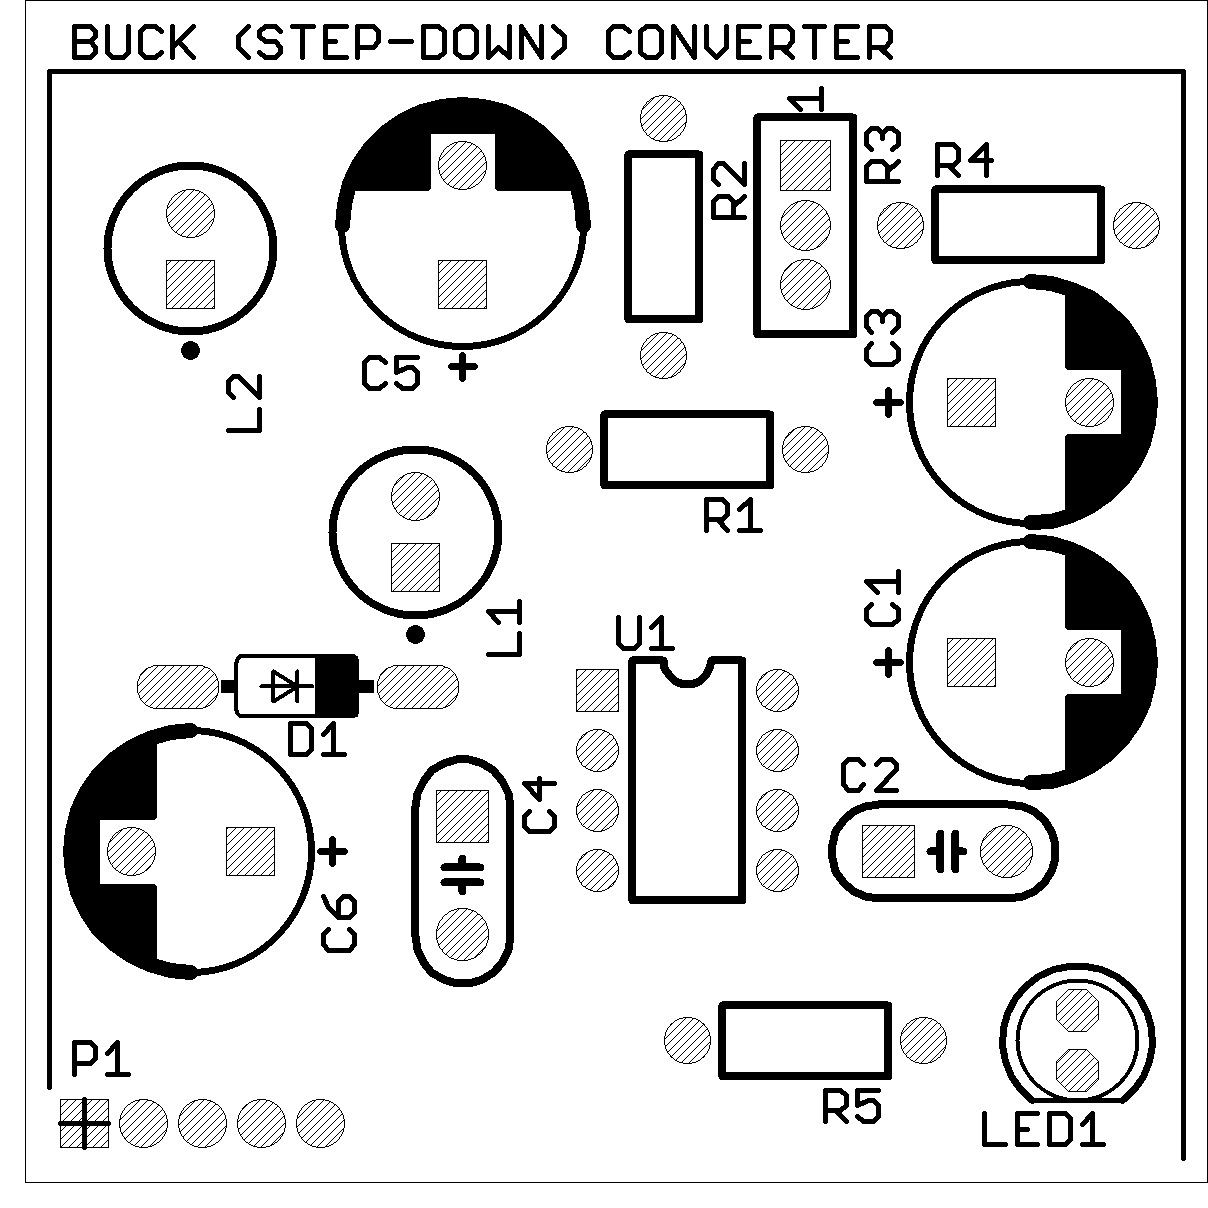 BUCK (STEP-DOWN) CONVERTER
1
R3
R4
R2
C3
+
C5 +
L2
R1
C1
+
L1
U1
D1
C4
C2
+
C6
P1
R5
LED1